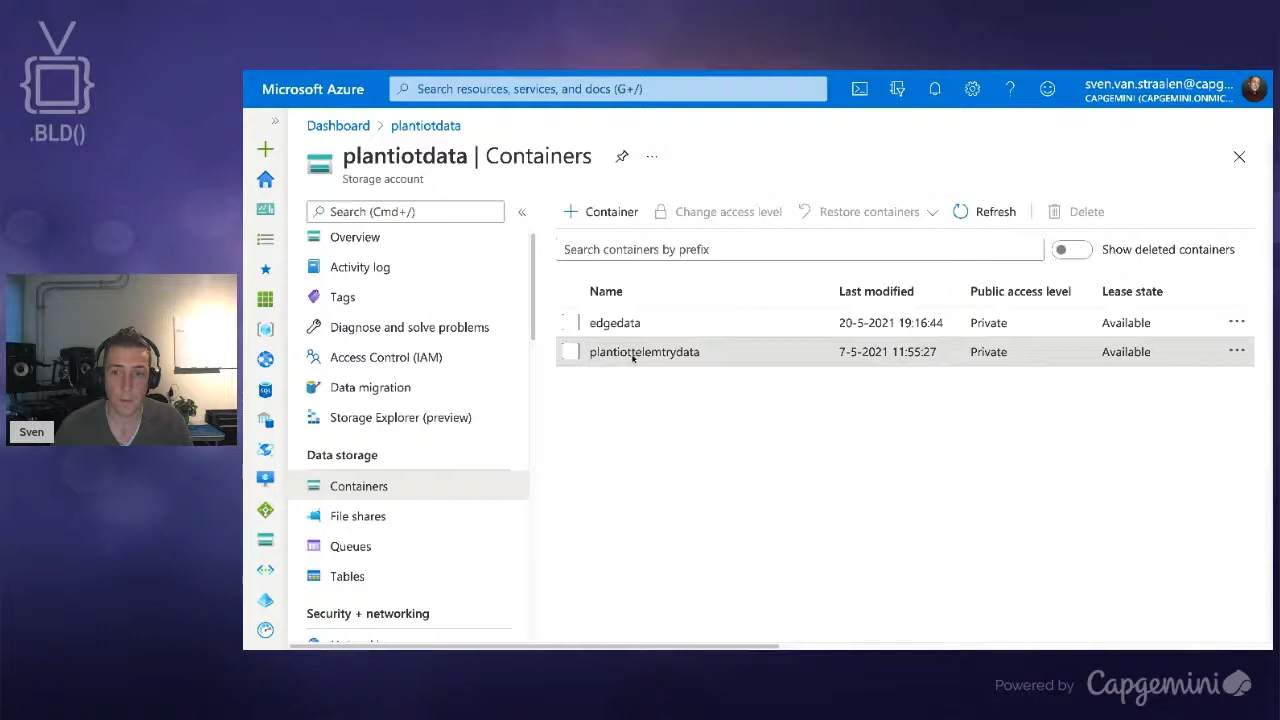 .BLD()
Microsoft Azure
Search resources, services, and docs (G+/)
sven.van.straalen@capg...
CAPGEMINI (CAPGEMINI.ONMIC...
Dashboard > plantiotdata
plantiotdata | Containers
Storage account
Search (Cmd+/)
Overview
Activity log
Tags
Diagnose and solve problems
Access Control (IAM)
Data migration
Storage Explorer (preview)
Data storage
Containers
File shares
Queues
Tables
Security + networking
Container Change access level Restore containers Refresh Delete
Search containers by prefix
Show deleted containers
Name Last modified Public access level Lease state
edgedata 20-5-2021 19:16:44 Private Available
plantiottelemtrydata 7-5-2021 11:55:27 Private Available
Sven
Powered by Capgemini